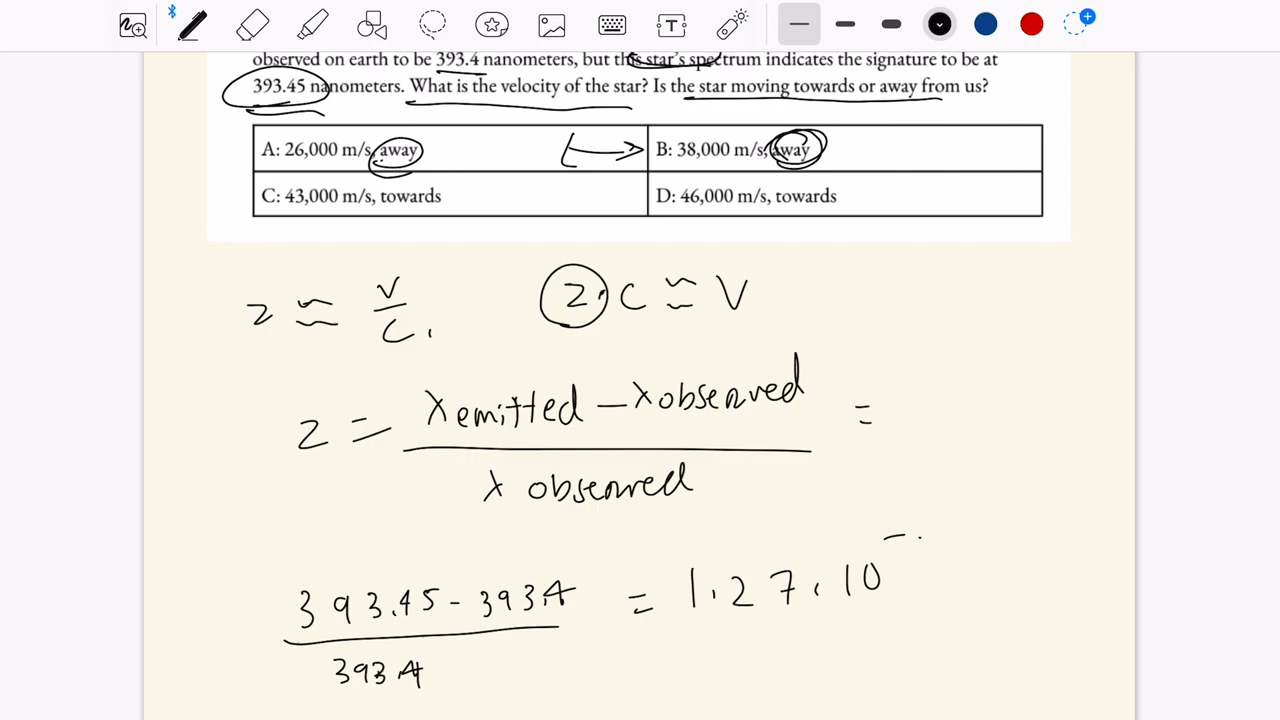 observed on earth to be 393.4 nanometers, but this star's spectrum indicates the signature to be at
393.45 nanometers. What is the velocity of the star? Is the star moving towards or away from us?
A: 26,000 m/s, away
B: 38,000 m/s, away
C: 43,000 m/s, towards
D: 46,000 m/s, towards
z ≈ v/c.
z · c ≈ v
z = (λ emitted − λ observed) / λ observed =
(393.45 - 393.4) / 393.4 = 1.27 · 10^-